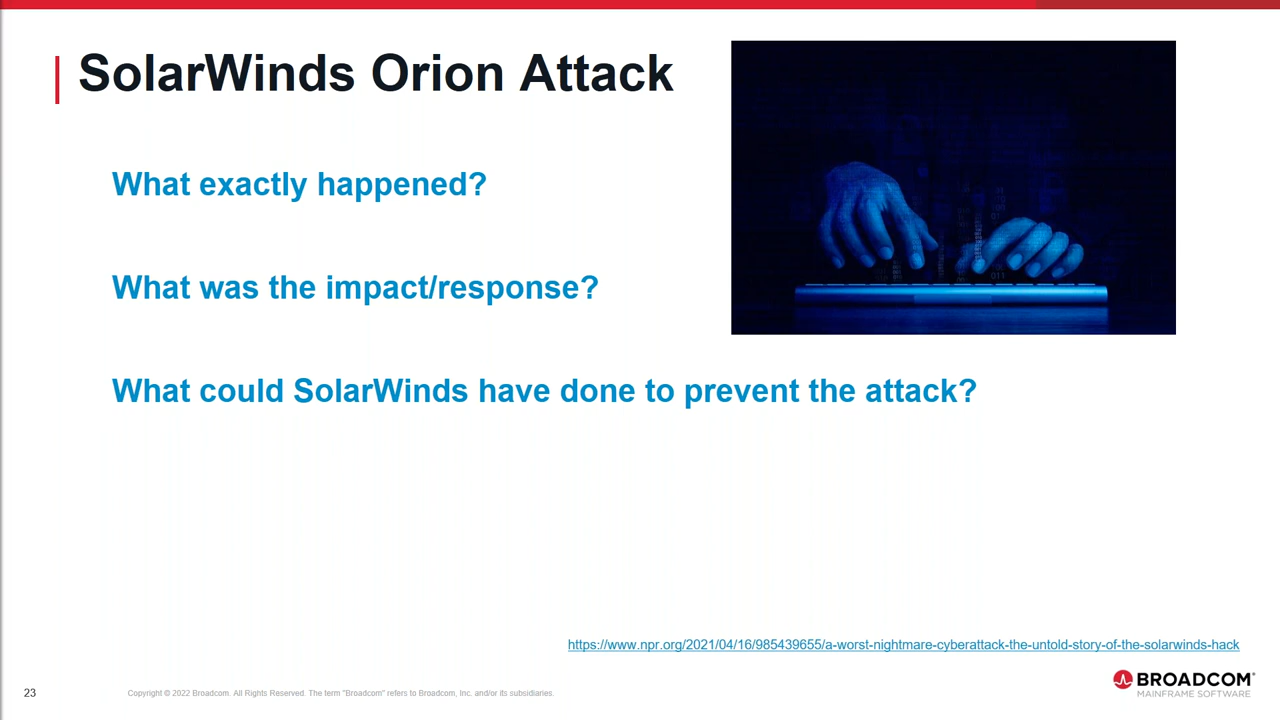 SolarWinds Orion Attack
What exactly happened?
What was the impact/response?
What could SolarWinds have done to prevent the attack?
https://www.npr.org/2021/04/16/985439655/a-worst-nightmare-cyberattack-the-untold-story-of-the-solarwinds-hack
23
Copyright © 2022 Broadcom. All Rights Reserved. The term "Broadcom" refers to Broadcom, Inc. and/or its subsidiaries.
BROADCOM®
MAINFRAME SOFTWARE